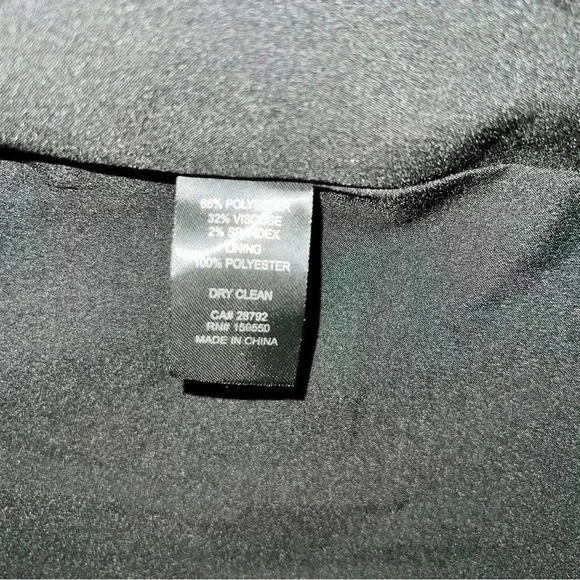 66% POLYESTER
32% VISCOSE
2% SPANDEX
LINING
100% POLYESTER
DRY CLEAN
CA# 28792
RN# 159550
MADE IN CHINA